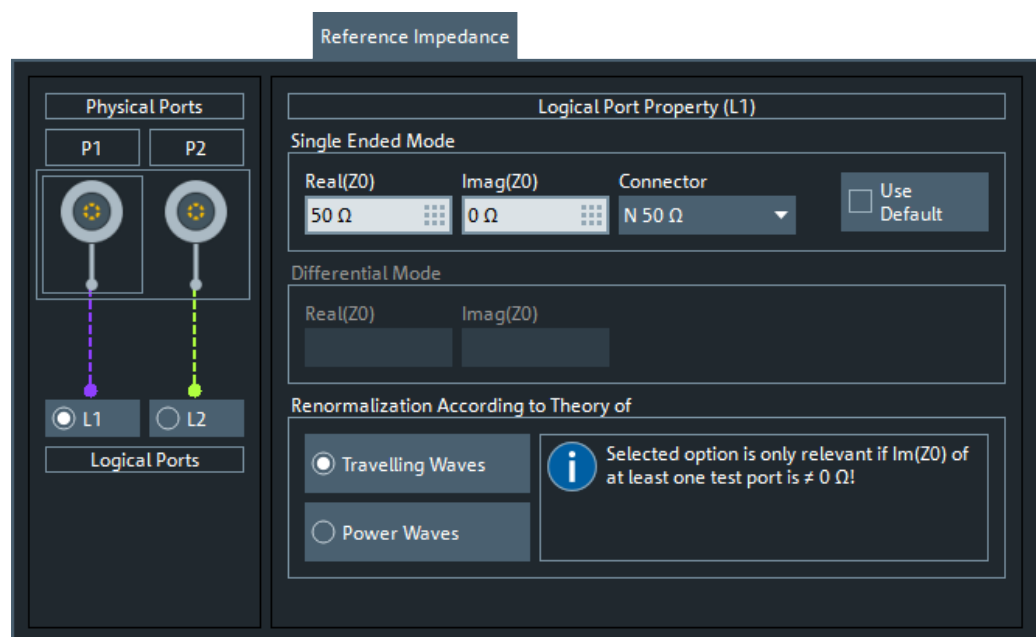 Reference Impedance
Physical Ports
P1
P2
L1
L2
Logical Ports
Logical Port Property (L1)
Single Ended Mode
Real(Z0)
Imag(Z0)
Connector
50 Ω
0 Ω
N 50 Ω
Use
Default
Differential Mode
Real(Z0)
Imag(Z0)
Renormalization According to Theory of
Travelling Waves
Power Waves
Selected option is only relevant if Im(Z0) of
at least one test port is ≠ 0 Ω!